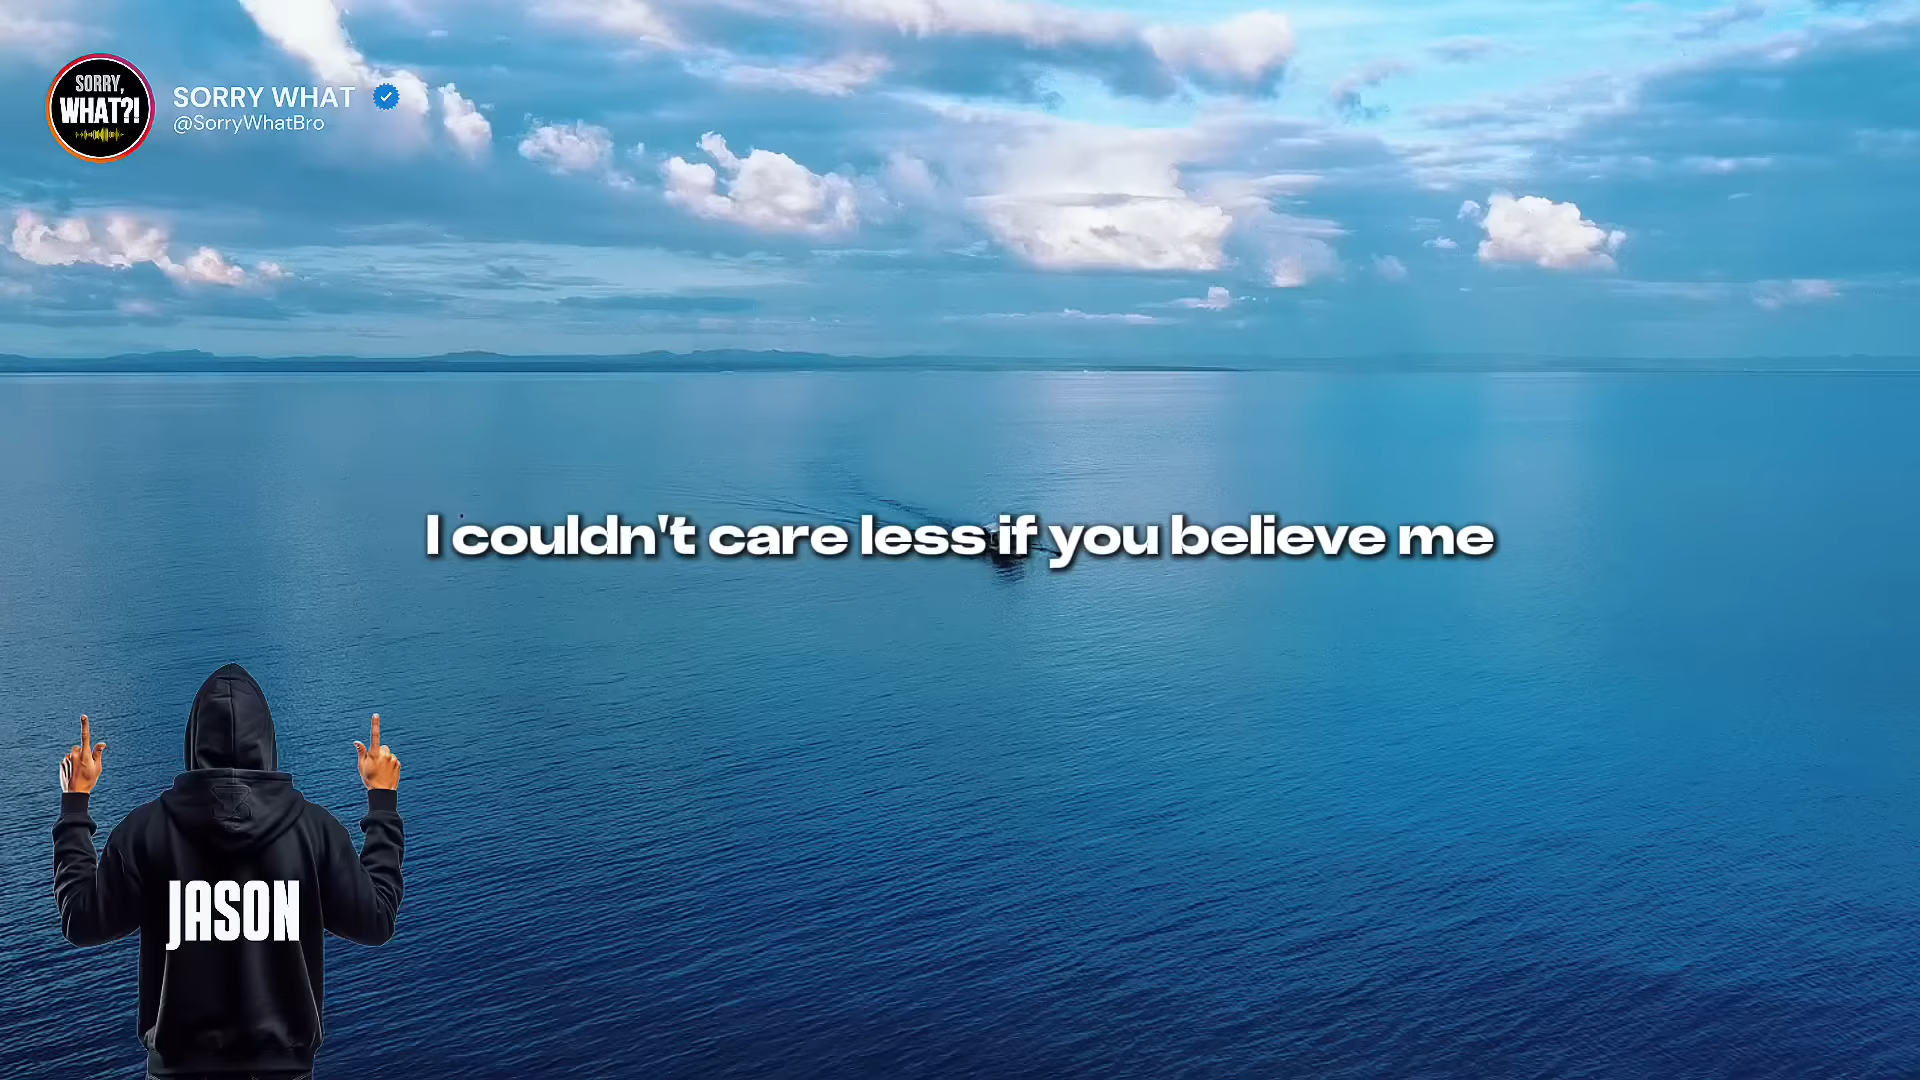 SORRY,
WHAT?!
SORRY WHAT
@SorryWhatBro
I couldn't care less if you believe me
JASON